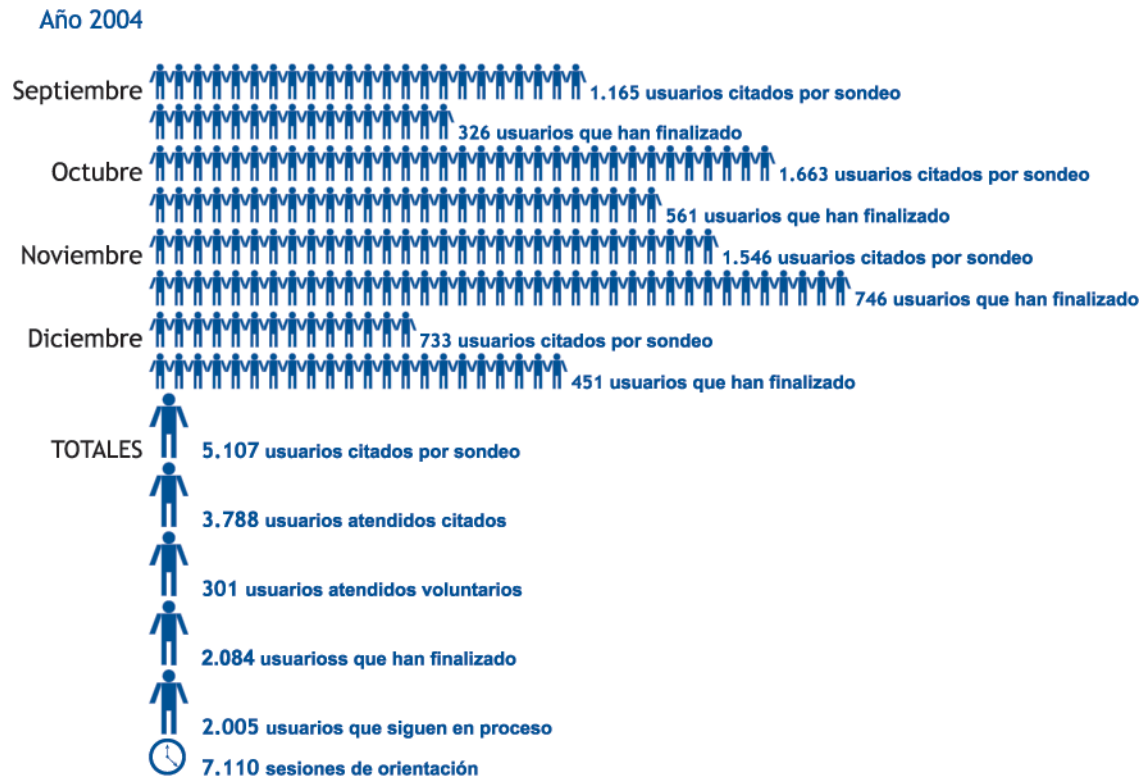 Año 2004
Septiembre 1.165 usuarios citados por sondeo
326 usuarios que han finalizado
Octubre 1.663 usuarios citados por sondeo
561 usuarios que han finalizado
Noviembre 1.546 usuarios citados por sondeo
746 usuarios que han finalizado
Diciembre 733 usuarios citados por sondeo
451 usuarios que han finalizado
TOTALES 5.107 usuarios citados por sondeo
3.788 usuarios atendidos citados
301 usuarios atendidos voluntarios
2.084 usuarioss que han finalizado
2.005 usuarios que siguen en proceso
7.110 sesiones de orientación